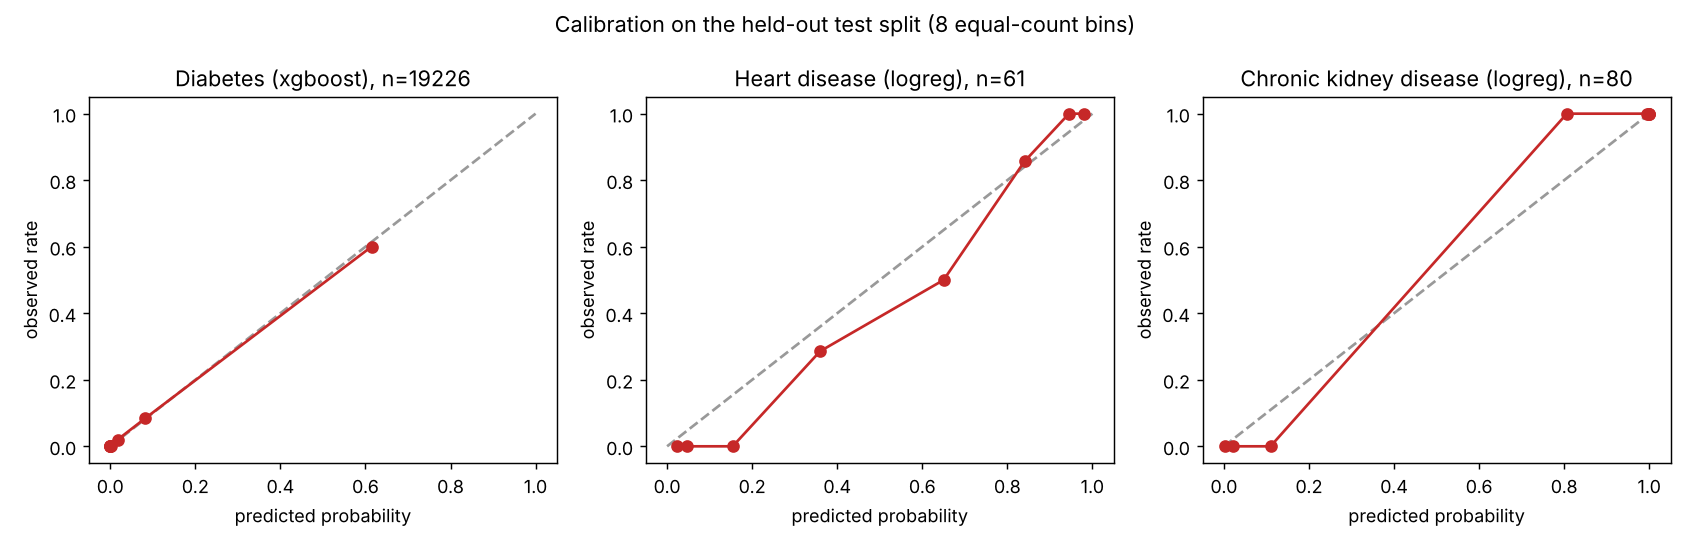 Calibration on the held-out test split (8 equal-count bins)
Diabetes (xgboost), n=19226
observed rate
1.0
0.8
0.6
0.4
0.2
0.0
0.0 0.2 0.4 0.6 0.8 1.0
predicted probability
Heart disease (logreg), n=61
observed rate
1.0
0.8
0.6
0.4
0.2
0.0
0.0 0.2 0.4 0.6 0.8 1.0
predicted probability
Chronic kidney disease (logreg), n=80
observed rate
1.0
0.8
0.6
0.4
0.2
0.0
0.0 0.2 0.4 0.6 0.8 1.0
predicted probability